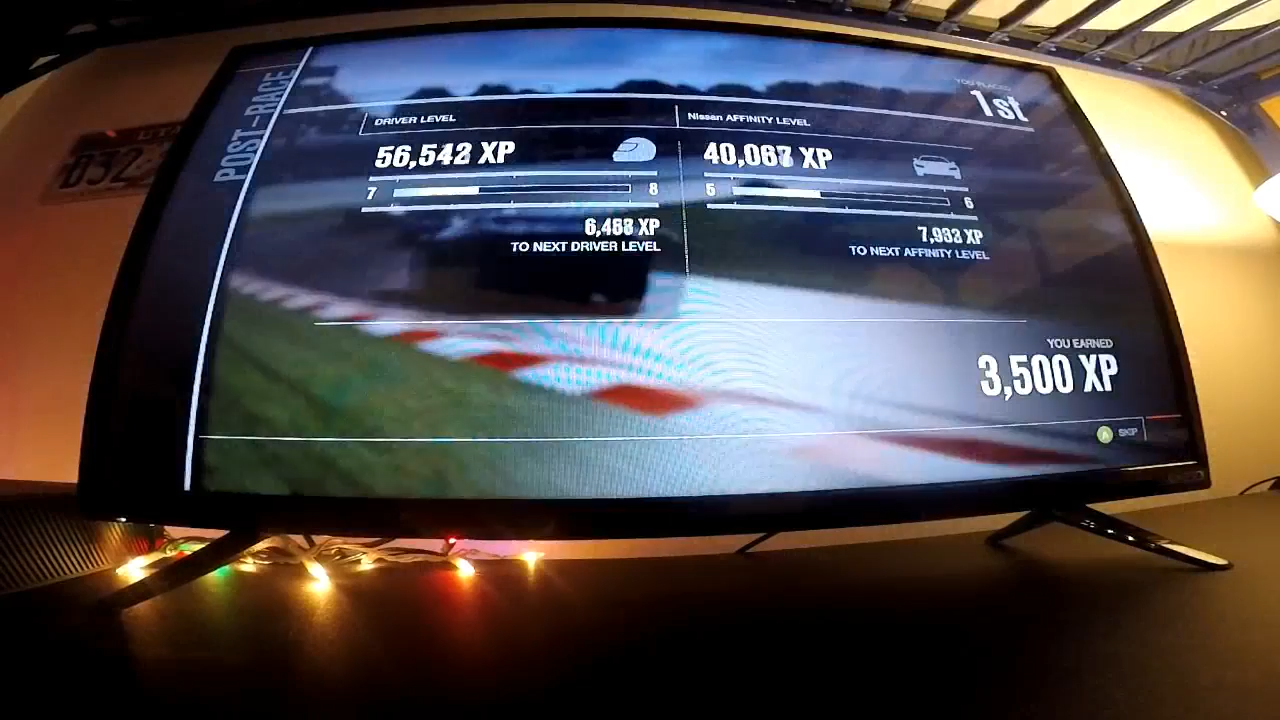 UTA
POST-RACE
YOU PLACED
1st
DRIVER LEVEL
56,542 XP
7
8
6,488 XP
TO NEXT DRIVER LEVEL
Nissan AFFINITY LEVEL
40,067 XP
5
6
7,933 XP
TO NEXT AFFINITY LEVEL
YOU EARNED
3,500 XP
A SKIP